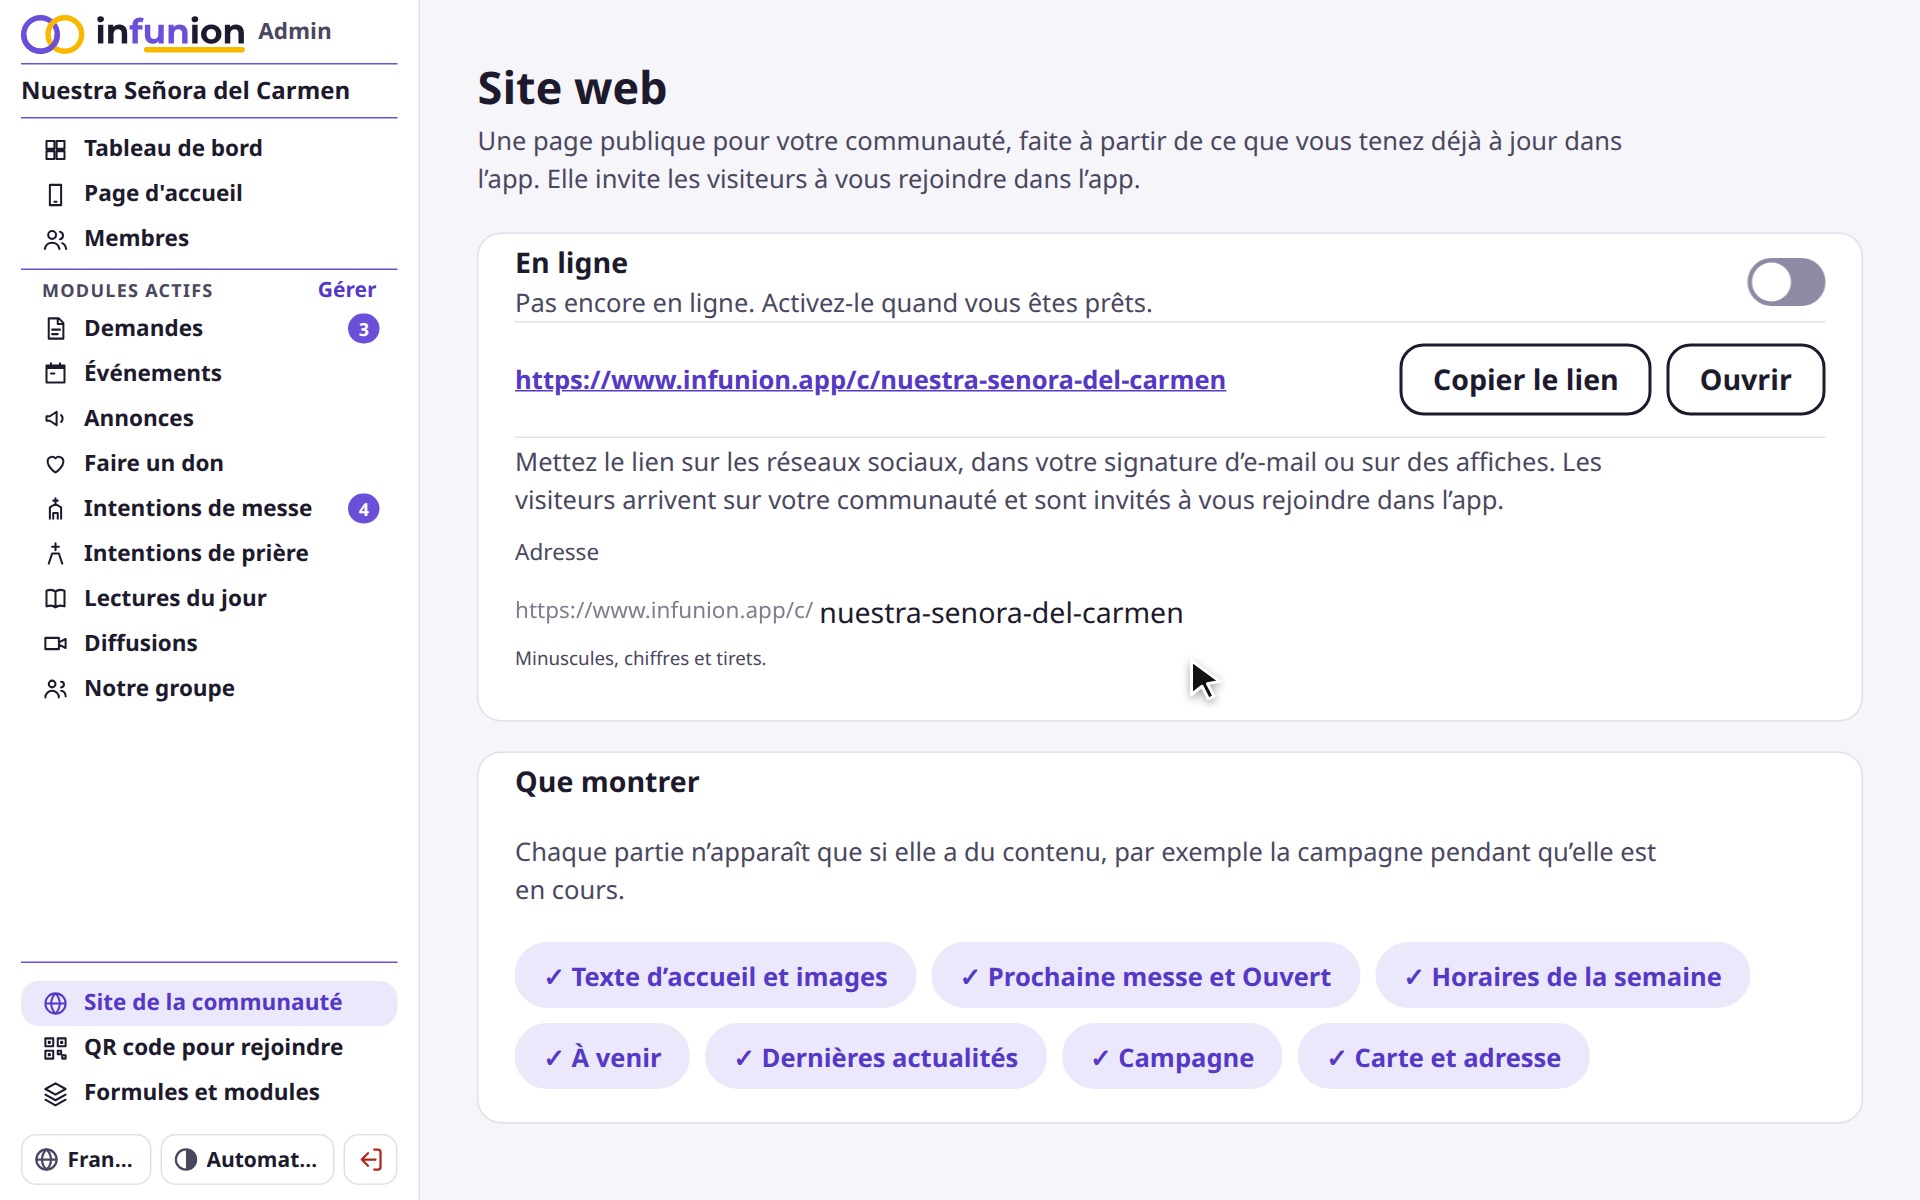 infunion Admin
Nuestra Señora del Carmen
Tableau de bord
Page d'accueil
Membres
MODULES ACTIFS Gérer
Demandes 3
Événements
Annonces
Faire un don
Intentions de messe 4
Intentions de prière
Lectures du jour
Diffusions
Notre groupe
Site de la communauté
QR code pour rejoindre
Formules et modules
Fran... Automat...
Site web
Une page publique pour votre communauté, faite à partir de ce que vous tenez déjà à jour dans
l’app. Elle invite les visiteurs à vous rejoindre dans l’app.
En ligne
Pas encore en ligne. Activez-le quand vous êtes prêts.
https://www.infunion.app/c/nuestra-senora-del-carmen Copier le lien Ouvrir
Mettez le lien sur les réseaux sociaux, dans votre signature d’e-mail ou sur des affiches. Les
visiteurs arrivent sur votre communauté et sont invités à vous rejoindre dans l’app.
Adresse
https://www.infunion.app/c/ nuestra-senora-del-carmen
Minuscules, chiffres et tirets.
Que montrer
Chaque partie n’apparaît que si elle a du contenu, par exemple la campagne pendant qu’elle est
en cours.
✓ Texte d’accueil et images ✓ Prochaine messe et Ouvert ✓ Horaires de la semaine
✓ À venir ✓ Dernières actualités ✓ Campagne ✓ Carte et adresse